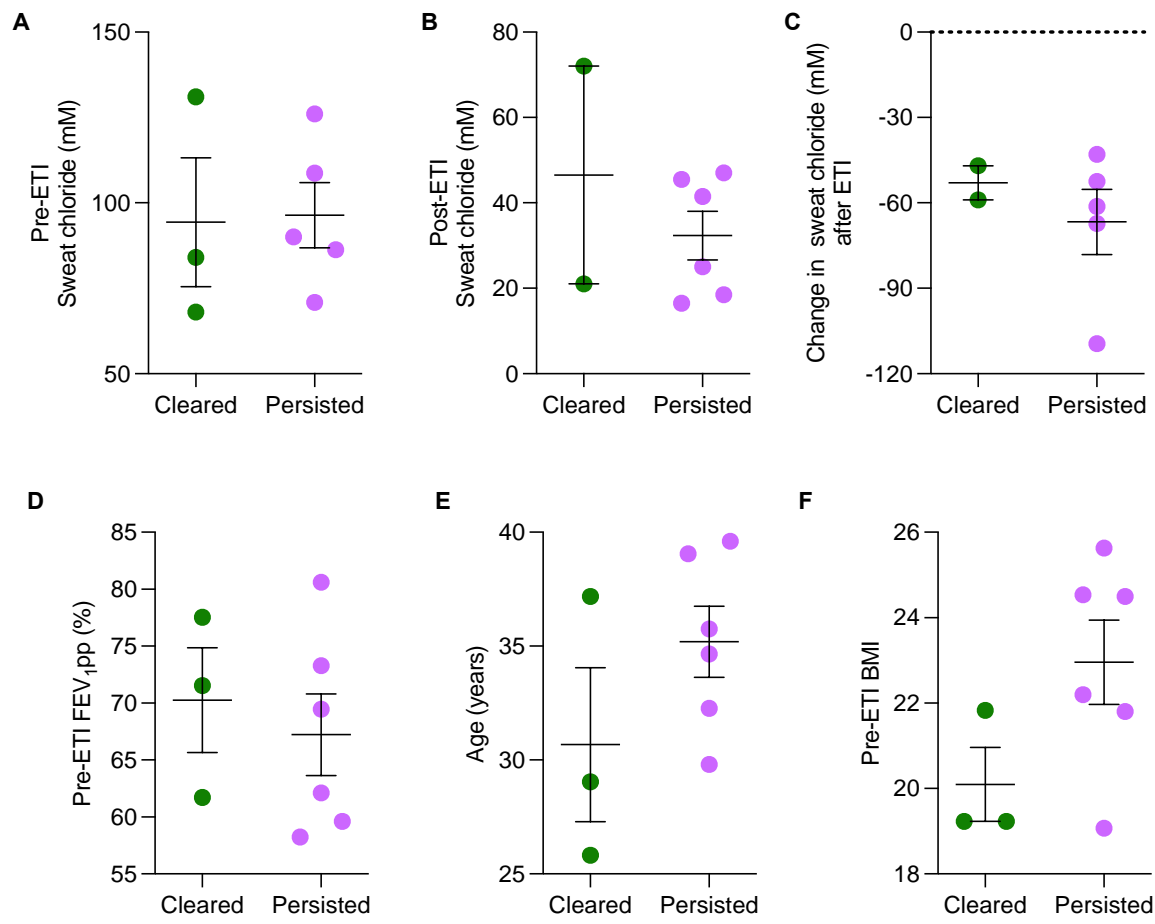 A
Pre-ETI
Sweat chloride (mM)
150
100
50
Cleared
Persisted
B
Post-ETI
Sweat chloride (mM)
80
60
40
20
0
Cleared
Persisted
C
Change in sweat chloride (mM)
after ETI
0
-30
-60
-90
-120
Cleared
Persisted
D
Pre-ETI FEV₁pp (%)
85
80
75
70
65
60
55
Cleared
Persisted
E
Age (years)
40
35
30
25
Cleared
Persisted
F
Pre-ETI BMI
26
24
22
20
18
Cleared
Persisted